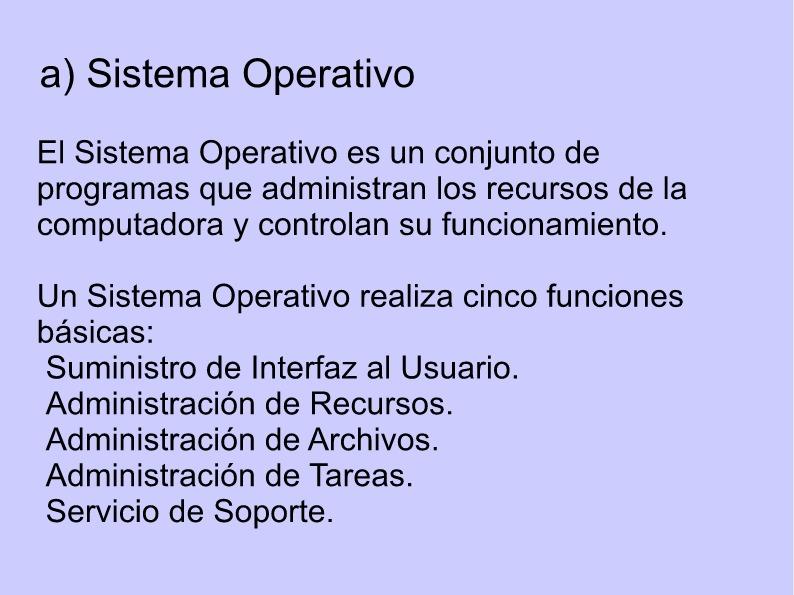 a) Sistema Operativo
El Sistema Operativo es un conjunto de
programas que administran los recursos de la
computadora y controlan su funcionamiento.
Un Sistema Operativo realiza cinco funciones
básicas:
Suministro de Interfaz al Usuario.
Administración de Recursos.
Administración de Archivos.
Administración de Tareas.
Servicio de Soporte.